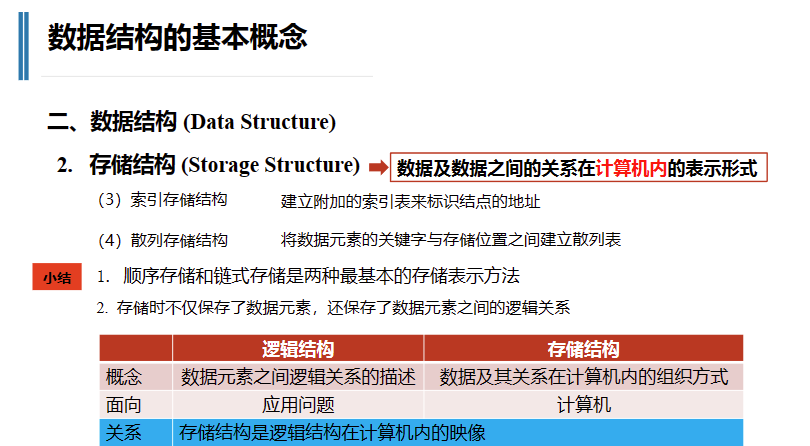 数据结构的基本概念
二、数据结构 (Data Structure)
2. 存储结构 (Storage Structure) 数据及数据之间的关系在计算机内的表示形式
（3）索引存储结构 建立附加的索引表来标识结点的地址
（4）散列存储结构 将数据元素的关键字与存储位置之间建立散列表
小结 1. 顺序存储和链式存储是两种最基本的存储表示方法
2. 存储时不仅保存了数据元素，还保存了数据元素之间的逻辑关系
逻辑结构 存储结构
概念 数据元素之间逻辑关系的描述 数据及其关系在计算机内的组织方式
面向 应用问题 计算机
关系 存储结构是逻辑结构在计算机内的映像